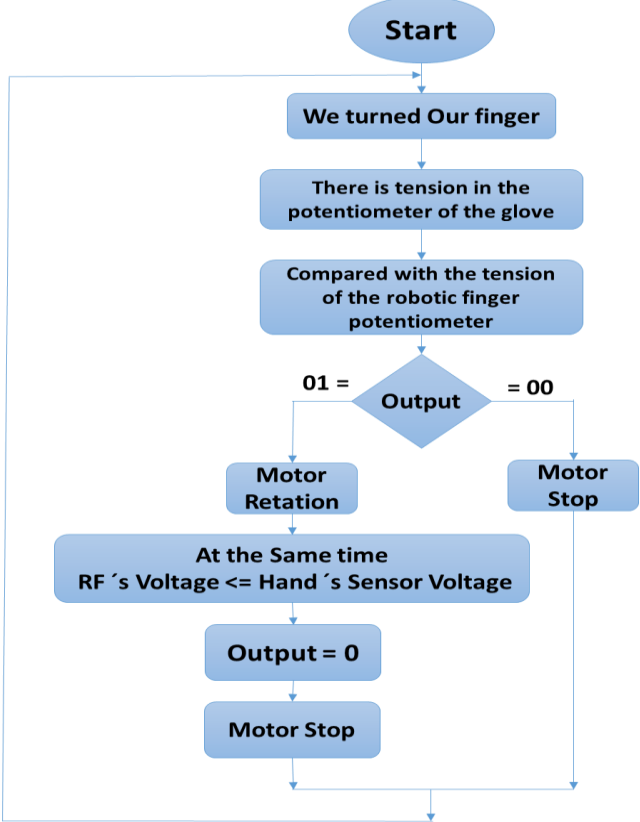 Start
We turned Our finger
There is tension in the
potentiometer of the glove
Compared with the tension
of the robotic finger
potentiometer
01 =
Output
= 00
Motor
Retation
Motor
Stop
At the Same time
RF ´s Voltage <= Hand ´s Sensor Voltage
Output = 0
Motor Stop